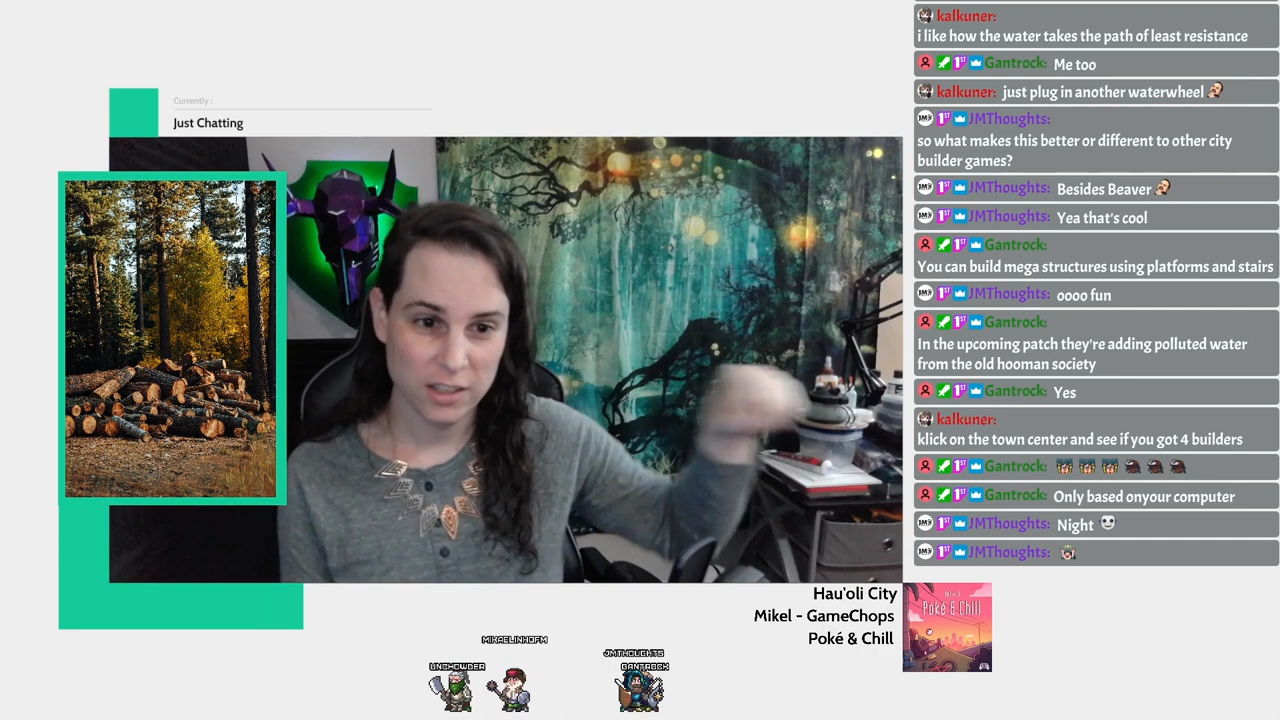 kalkuner:
i like how the water takes the path of least resistance
Gantrock: Me too
kalkuner: just plug in another waterwheel
JMThoughts:
so what makes this better or different to other city
builder games?
JMThoughts: Besides Beaver
JMThoughts: Yea that's cool
Gantrock:
You can build mega structures using platforms and stairs
JMThoughts: oooo fun
Gantrock:
In the upcoming patch they're adding polluted water
from the old hooman society
Gantrock: Yes
kalkuner:
klick on the town center and see if you got 4 builders
Gantrock:
Gantrock: Only based onyour computer
JMThoughts: Night
JMThoughts:
Currently :
Just Chatting
Hau'oli City
Mikel - GameChops
Poké & Chill
Poké & Chill
MIKAELINHOFM
UNCHOWDER
JMTHOUGHTS
GANTROCK